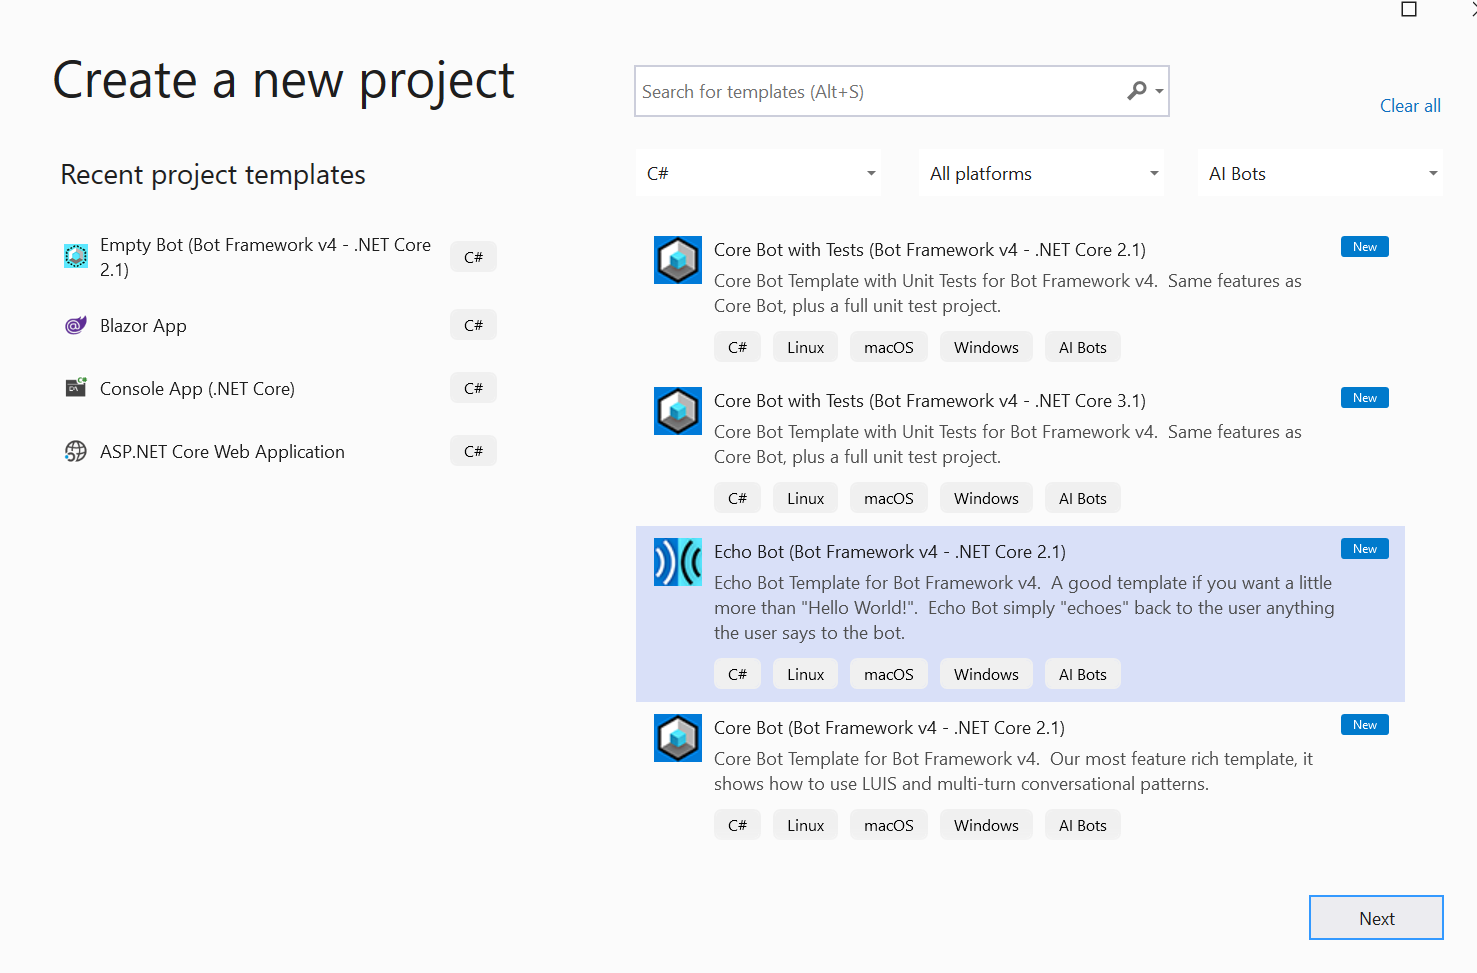 Create a new project
Search for templates (Alt+S)
Clear all
Recent project templates
C#
All platforms
AI Bots
Empty Bot (Bot Framework v4 - .NET Core
2.1)
C#
Blazor App
C#
Console App (.NET Core)
C#
ASP.NET Core Web Application
C#
Core Bot with Tests (Bot Framework v4 - .NET Core 2.1)
New
Core Bot Template with Unit Tests for Bot Framework v4.  Same features as
Core Bot, plus a full unit test project.
C# Linux macOS Windows AI Bots
Core Bot with Tests (Bot Framework v4 - .NET Core 3.1)
New
Core Bot Template with Unit Tests for Bot Framework v4.  Same features as
Core Bot, plus a full unit test project.
C# Linux macOS Windows AI Bots
Echo Bot (Bot Framework v4 - .NET Core 2.1)
New
Echo Bot Template for Bot Framework v4.  A good template if you want a little
more than "Hello World!".  Echo Bot simply "echoes" back to the user anything
the user says to the bot.
C# Linux macOS Windows AI Bots
Core Bot (Bot Framework v4 - .NET Core 2.1)
New
Core Bot Template for Bot Framework v4.  Our most feature rich template, it
shows how to use LUIS and multi-turn conversational patterns.
C# Linux macOS Windows AI Bots
Next